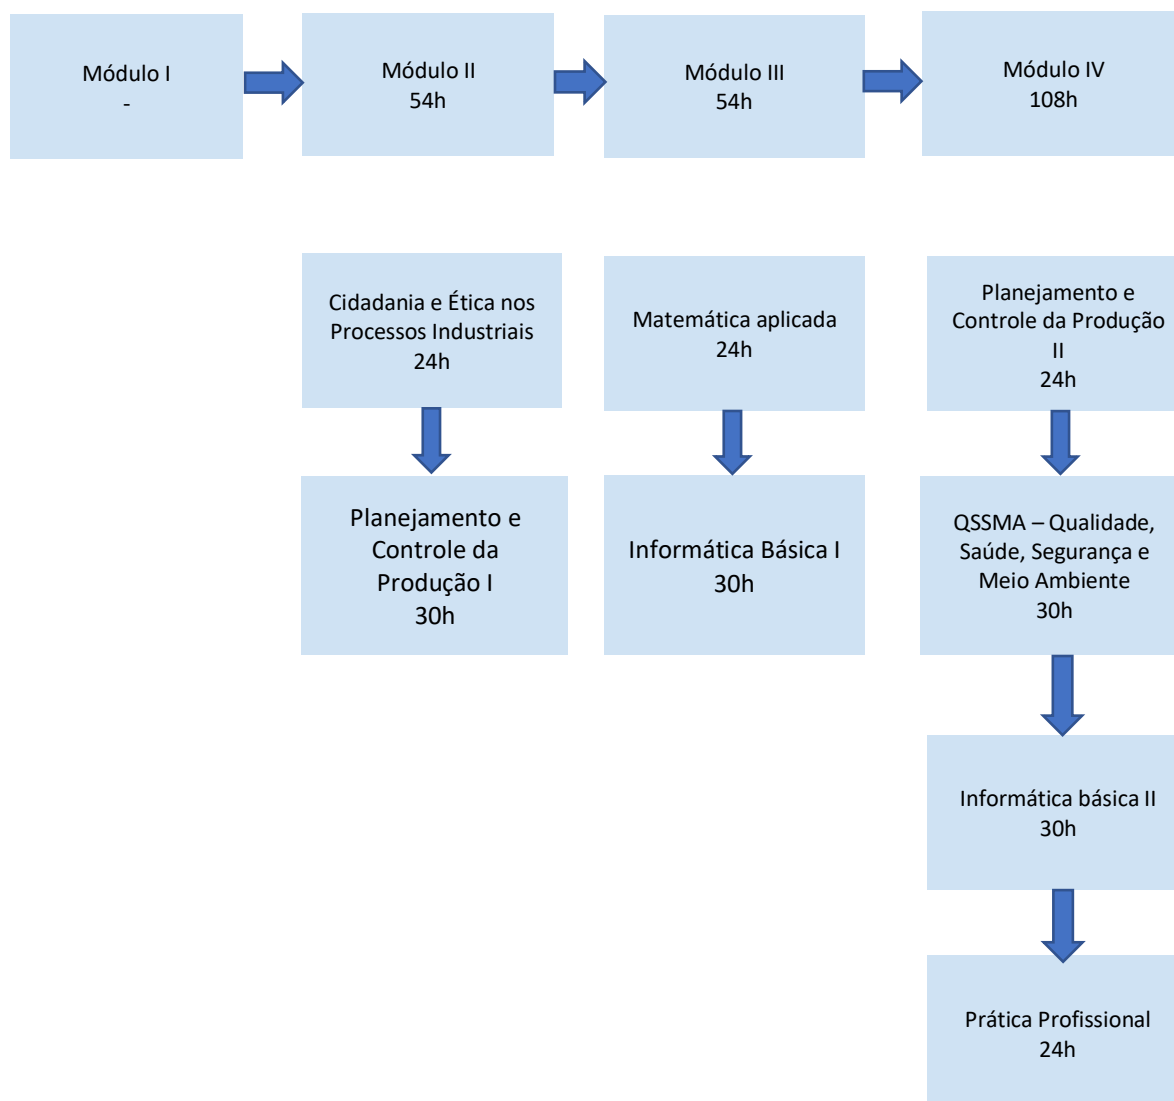 Módulo I
-
Módulo II
54h
Módulo III
54h
Módulo IV
108h
Cidadania e Ética nos
Processos Industriais
24h
Matemática aplicada
24h
Planejamento e
Controle da Produção
II
24h
Planejamento e
Controle da
Produção I
30h
Informática Básica I
30h
QSSMA – Qualidade,
Saúde, Segurança e
Meio Ambiente
30h
Informática básica II
30h
Prática Profissional
24h